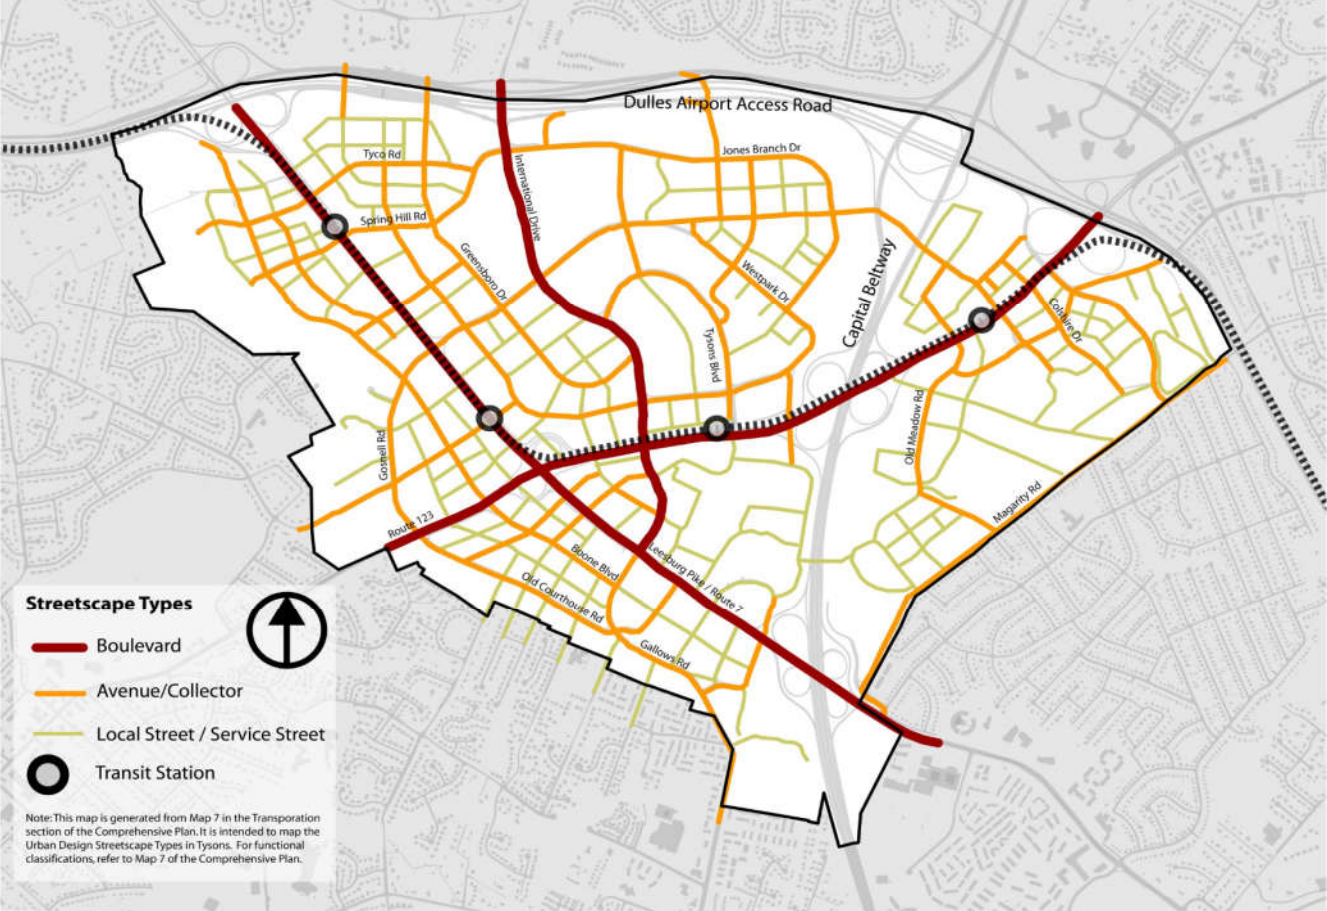 Dulles Airport Access Road
Jones Branch Dr
Tyco Rd
International Drive
Spring Hill Rd
Greensboro Dr
Westpark Dr
Capital Beltway
Colshire Dr
Tysons Blvd
Old Meadow Rd
Gosnell Rd
Magarity Rd
Route 123
Boone Blvd
Leesburg Pike / Route 7
Old Courthouse Rd
Gallows Rd
Streetscape Types
Boulevard
Avenue/Collector
Local Street / Service Street
Transit Station
Note: This map is generated from Map 7 in the Transporation
section of the Comprehensive Plan. It is intended to map the
Urban Design Streetscape Types in Tysons. For functional
classifications, refer to Map 7 of the Comprehensive Plan.